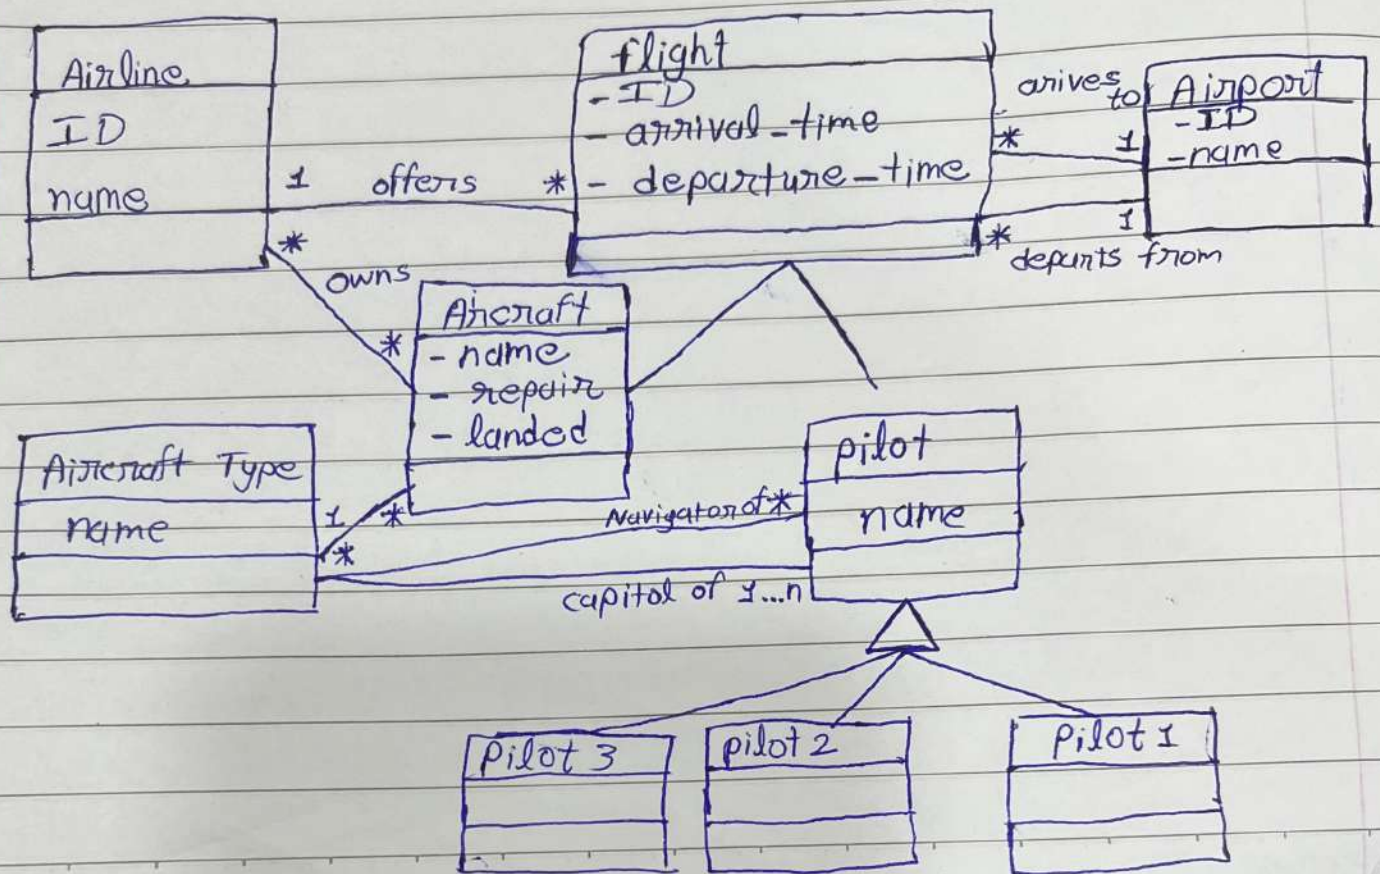 Airline
ID
name
1 offers *
flight
- ID
- arrival_time
- departure_time
arives to
* 1
Airport
- ID
- name
* 1
departs from
*
owns
*
Aircraft
- name
- repair
- landed
Aircraft Type
name
1 *
*
Navigator of *
capital of 1...n
pilot
name
Pilot 3
pilot 2
Pilot 1